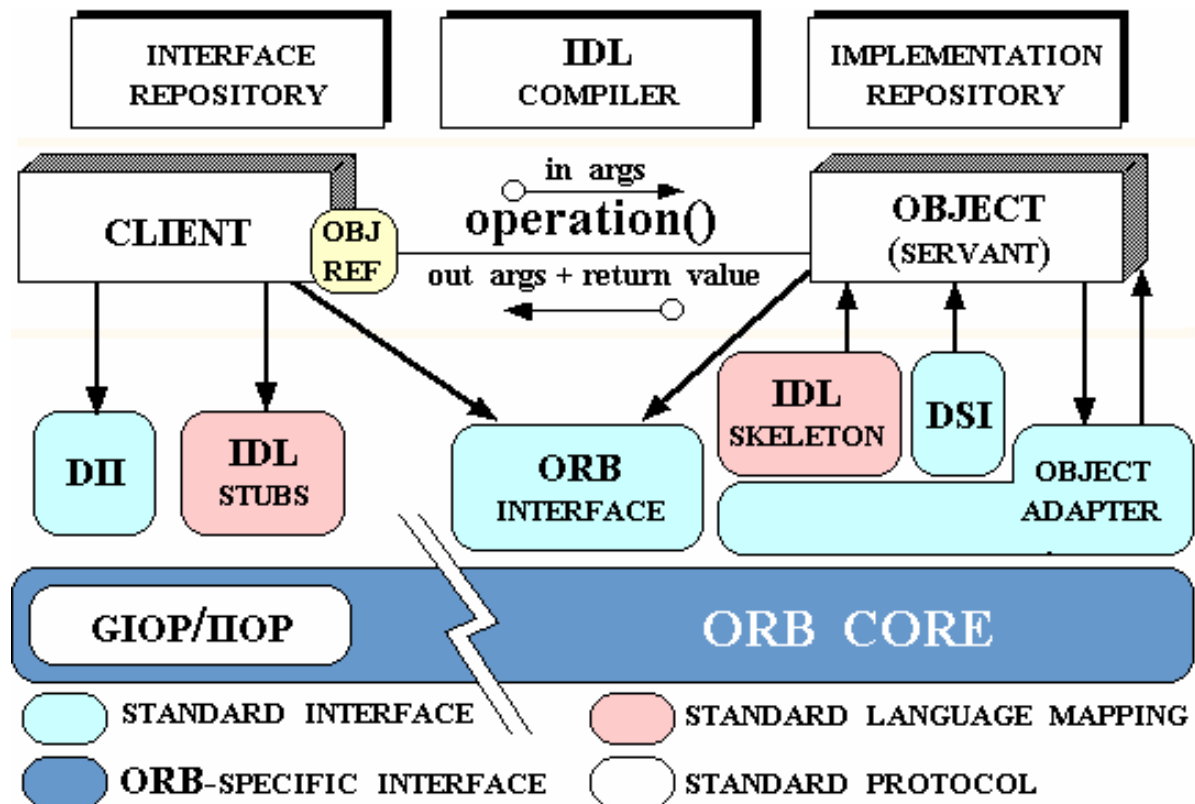 INTERFACE
REPOSITORY
IDL
COMPILER
IMPLEMENTATION
REPOSITORY
CLIENT
OBJ
REF
in args
operation()
out args + return value
OBJECT
(SERVANT)
DII
IDL
STUBS
ORB
INTERFACE
IDL
SKELETON
DSI
OBJECT
ADAPTER
GIOP/IIOP
ORB CORE
STANDARD INTERFACE
STANDARD LANGUAGE MAPPING
ORB-SPECIFIC INTERFACE
STANDARD PROTOCOL